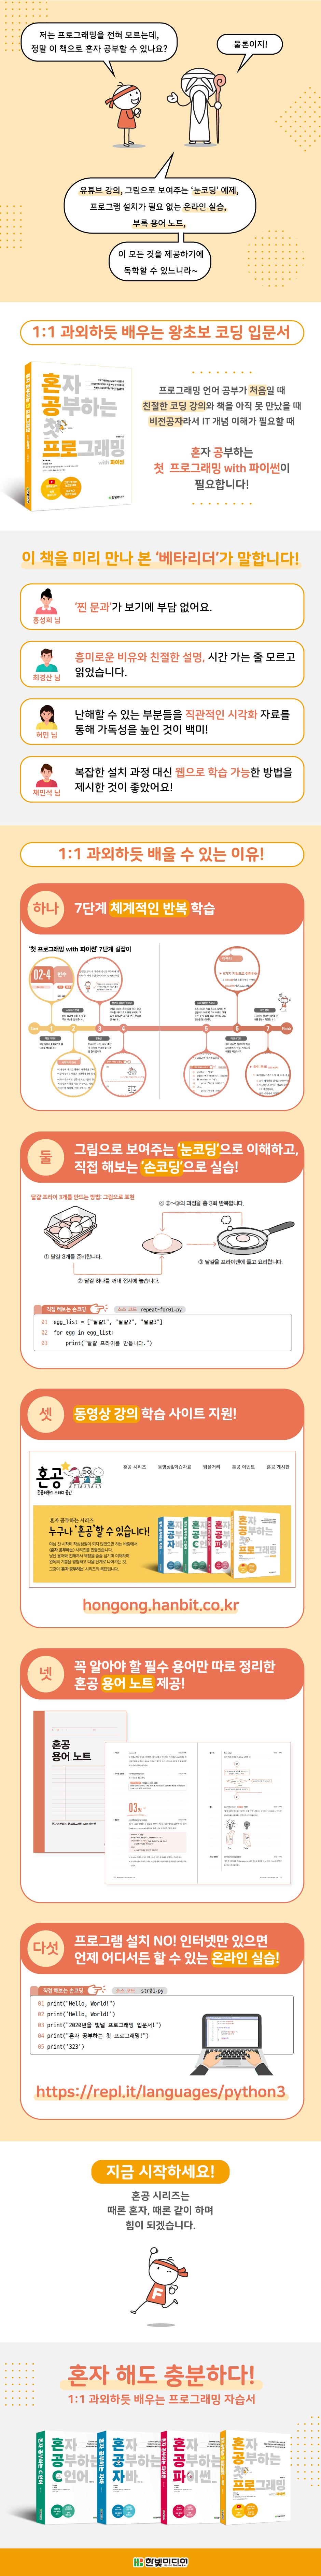 저는 프로그래밍을 전혀 모르는데,
정말 이 책으로 혼자 공부할 수 있나요?
물론이지!
유튜브 강의, 그림으로 보여주는 '눈코딩' 예제,
프로그램 설치가 필요 없는 온라인 실습,
부록 용어 노트,
이 모든 것을 제공하기에
독학할 수 있느니라~
1:1 과외하듯 배우는 왕초보 코딩 입문서
혼자
공부하는
첫
프로그래밍
with 파이썬
프로그래밍 언어 공부가 처음일 때
친절한 코딩 강의와 책을 아직 못 만났을 때
비전공자라서 IT 개념 이해가 필요할 때
혼자 공부하는
첫 프로그래밍 with 파이썬이
필요합니다!
이 책을 미리 만나 본 '베타리더'가 말합니다!
'찐 문과'가 보기에 부담 없어요.
홍성희 님
흥미로운 비유와 친절한 설명, 시간 가는 줄 모르고
읽었습니다.
최경산 님
난해할 수 있는 부분들을 직관적인 시각화 자료를
통해 가독성을 높인 것이 백미!
허민 님
복잡한 설치 과정 대신 웹으로 학습 가능한 방법을
제시한 것이 좋았어요!
채민석 님
1:1 과외하듯 배울 수 있는 이유!
하나
7단계 체계적인 반복 학습
'첫 프로그래밍 with 파이썬' 7단계 길잡이
02-4 변수
1 2 3 4 5 6 7
둘
그림으로 보여주는 '눈코딩'으로 이해하고,
직접 해보는 '손코딩'으로 실습!
달걀 프라이 3개를 만드는 방법: 그림으로 표현
④ ②~③의 과정을 총 3회 반복합니다.
① 달걀 3개를 준비합니다.
③ 달걀을 프라이팬에 풀고 요리합니다.
② 달걀 하나를 꺼내 접시에 놓습니다.
직접 해보는 손코딩
소스 코드 repeat-for01.py
01 egg_list = ["달걀1", "달걀2", "달걀3"]
02 for egg in egg_list:
03 print("달걀 프라이를 만듭니다.")
셋
동영상 강의 학습 사이트 지원!
혼공
혼공 시리즈
동영상&학습자료
읽을거리
혼공 이벤트
혼공 게시판
혼자 공부하는 시리즈
누구나 '혼공'할 수 있습니다!
hongong.hanbit.co.kr
넷
꼭 알아야 할 필수 용어만 따로 정리한
혼공 용어 노트 제공!
혼공
용어 노트
03장
다섯
프로그램 설치 NO! 인터넷만 있으면
언제 어디서든 할 수 있는 온라인 실습!
직접 해보는 손코딩
소스 코드 str01.py
01 print("Hello, World!")
02 print('Hello, World!')
03 print("2020년을 빛낼 프로그래밍 입문서!")
04 print("혼자 공부하는 첫 프로그래밍!")
05 print('323')
https://repl.it/languages/python3
지금 시작하세요!
혼공 시리즈는
때론 혼자, 때론 같이 하며
힘이 되겠습니다.
F
혼자 해도 충분하다!
1:1 과외하듯 배우는 프로그래밍 자습서
혼자
공부하는
C 언어
혼자
공부하는
자바
혼자
공부하는
파이썬
혼자
공부하는
첫
프로그래밍
한빛미디어